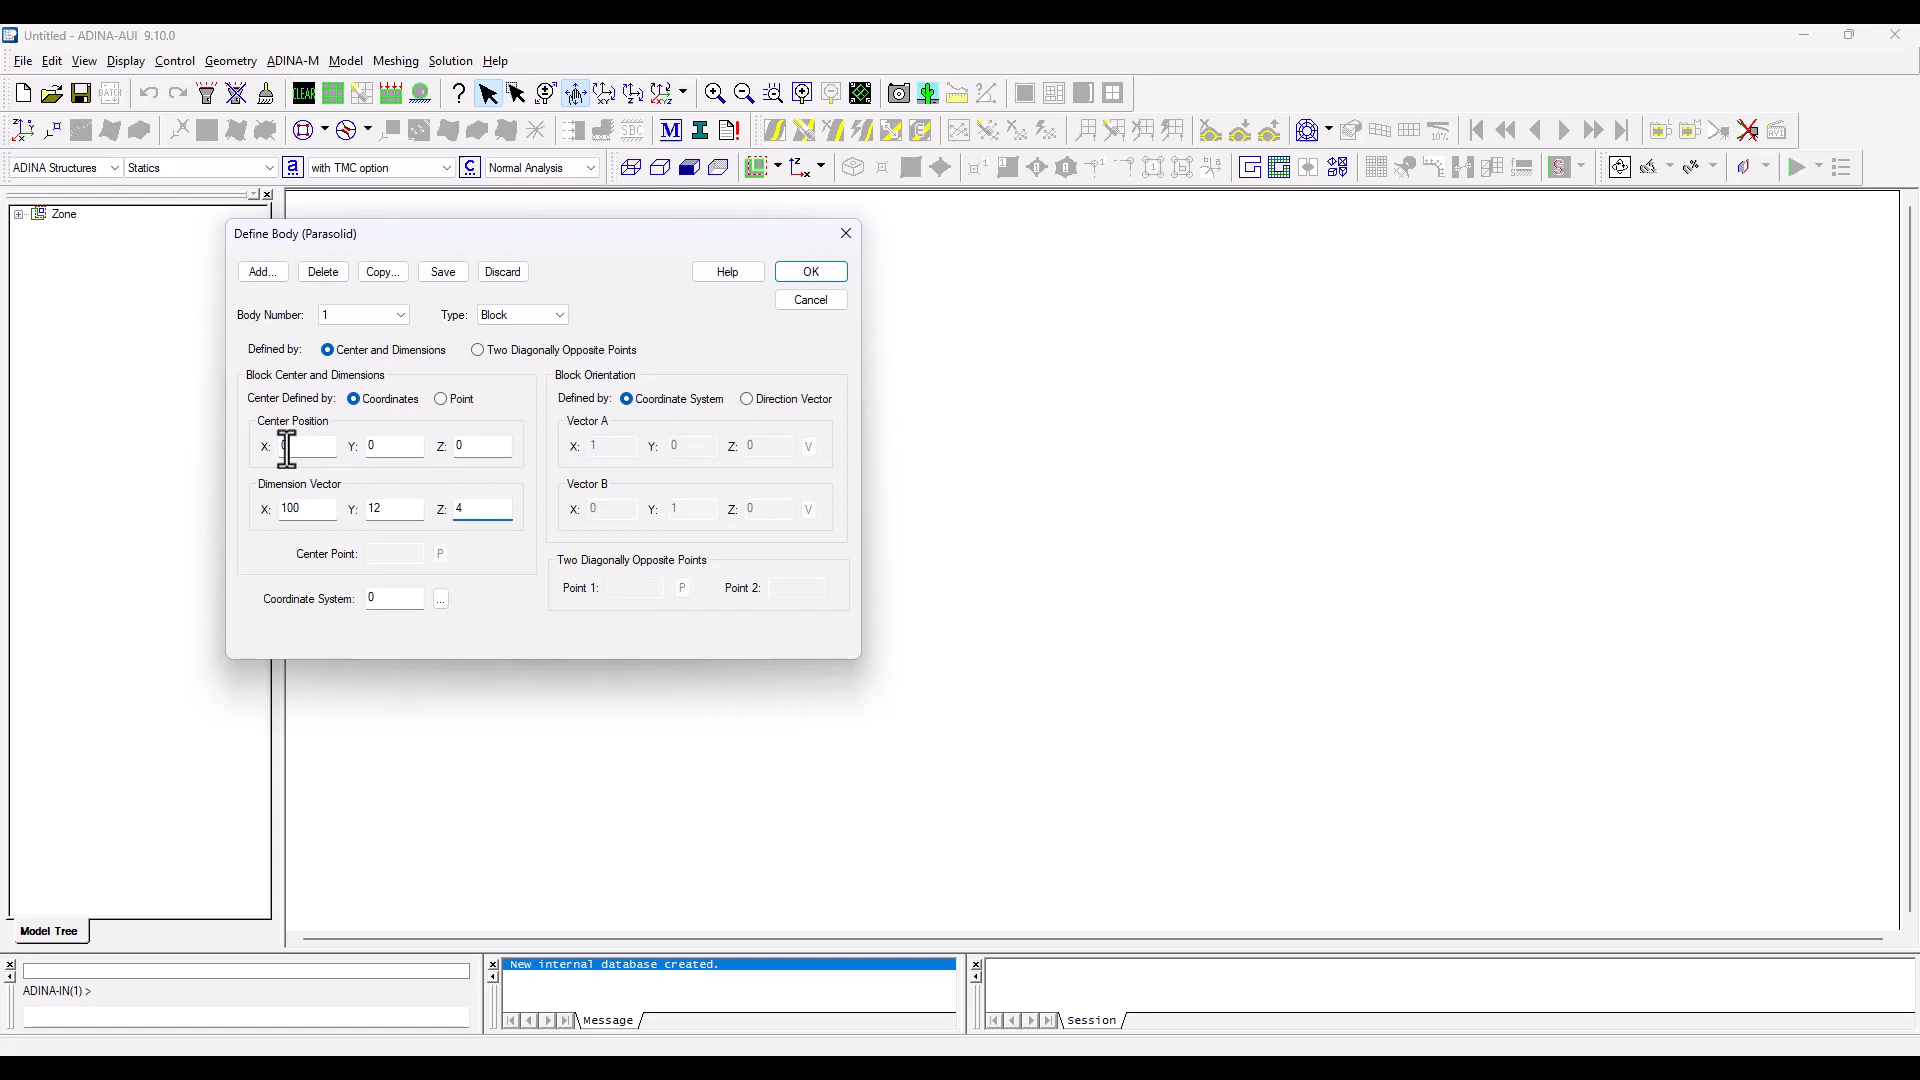 Untitled - ADINA-AUI 9.10.0
File Edit View Display Control Geometry ADINA-M Model Meshing Solution Help
BATCH CLEAR
SBC M 10% AVI
ADINA Structures Statics a with TMC option C Normal Analysis S
Zone
Define Body (Parasolid)
Add... Delete Copy... Save Discard Help OK
Cancel
Body Number: 1 Type: Block
Defined by: Center and Dimensions Two Diagonally Opposite Points
Block Center and Dimensions Block Orientation
Center Defined by: Coordinates Point Defined by: Coordinate System Direction Vector
Center Position Vector A
X: Y: 0 Z: 0 X: 1 Y: 0 Z: 0 V
Dimension Vector Vector B
X: 100 Y: 12 Z: 4 X: 0 Y: 1 Z: 0 V
Center Point: P
Two Diagonally Opposite Points
Point 1: P Point 2:
Coordinate System: 0 ...
Model Tree
New internal database created.
ADINA-IN(1) >
Message
Session